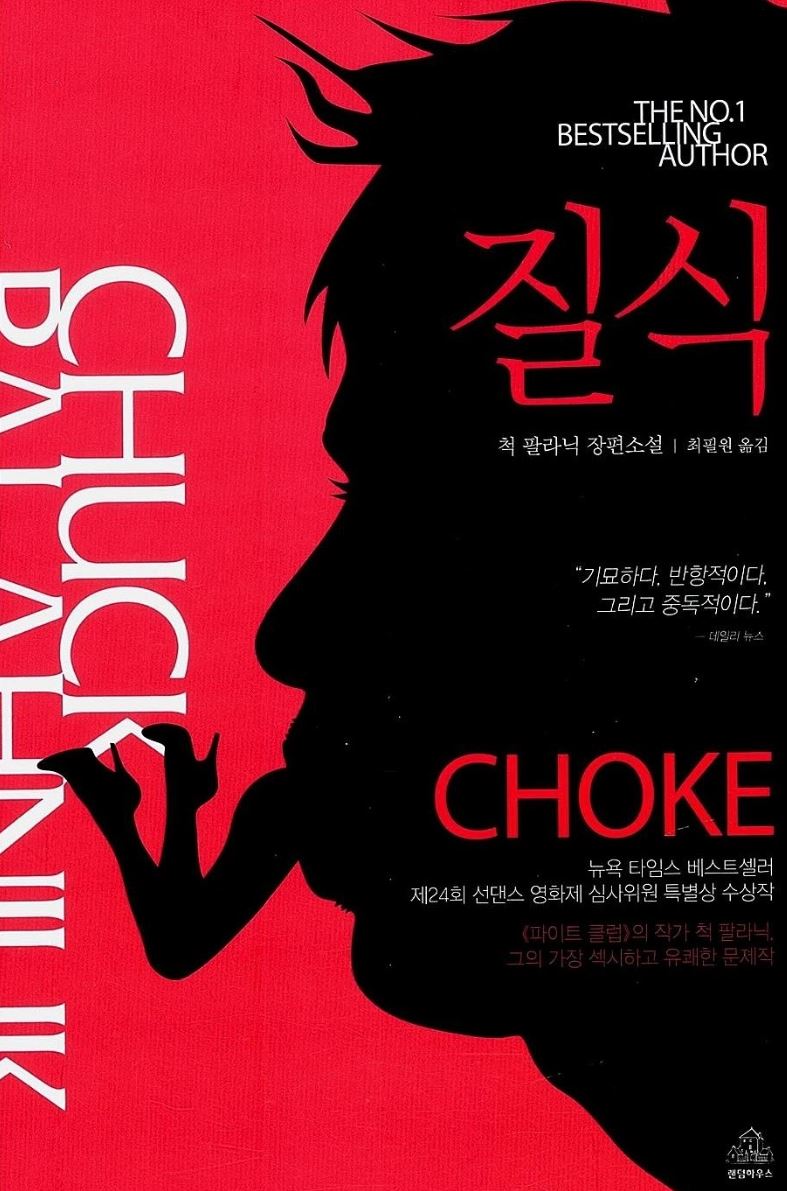 THE NO.1
BESTSELLING
AUTHOR
질식
척 팔라닉 장편소설 | 최필원 옮김
“기묘하다. 반항적이다.
그리고 중독적이다.”
— 데일리 뉴스
CHUCK
CHOKE
뉴욕 타임스 베스트셀러
제24회 선댄스 영화제 심사위원 특별상 수상작
《파이트 클럽》의 작가 척 팔라닉,
그의 가장 섹시하고 유쾌한 문제작
랜덤하우스